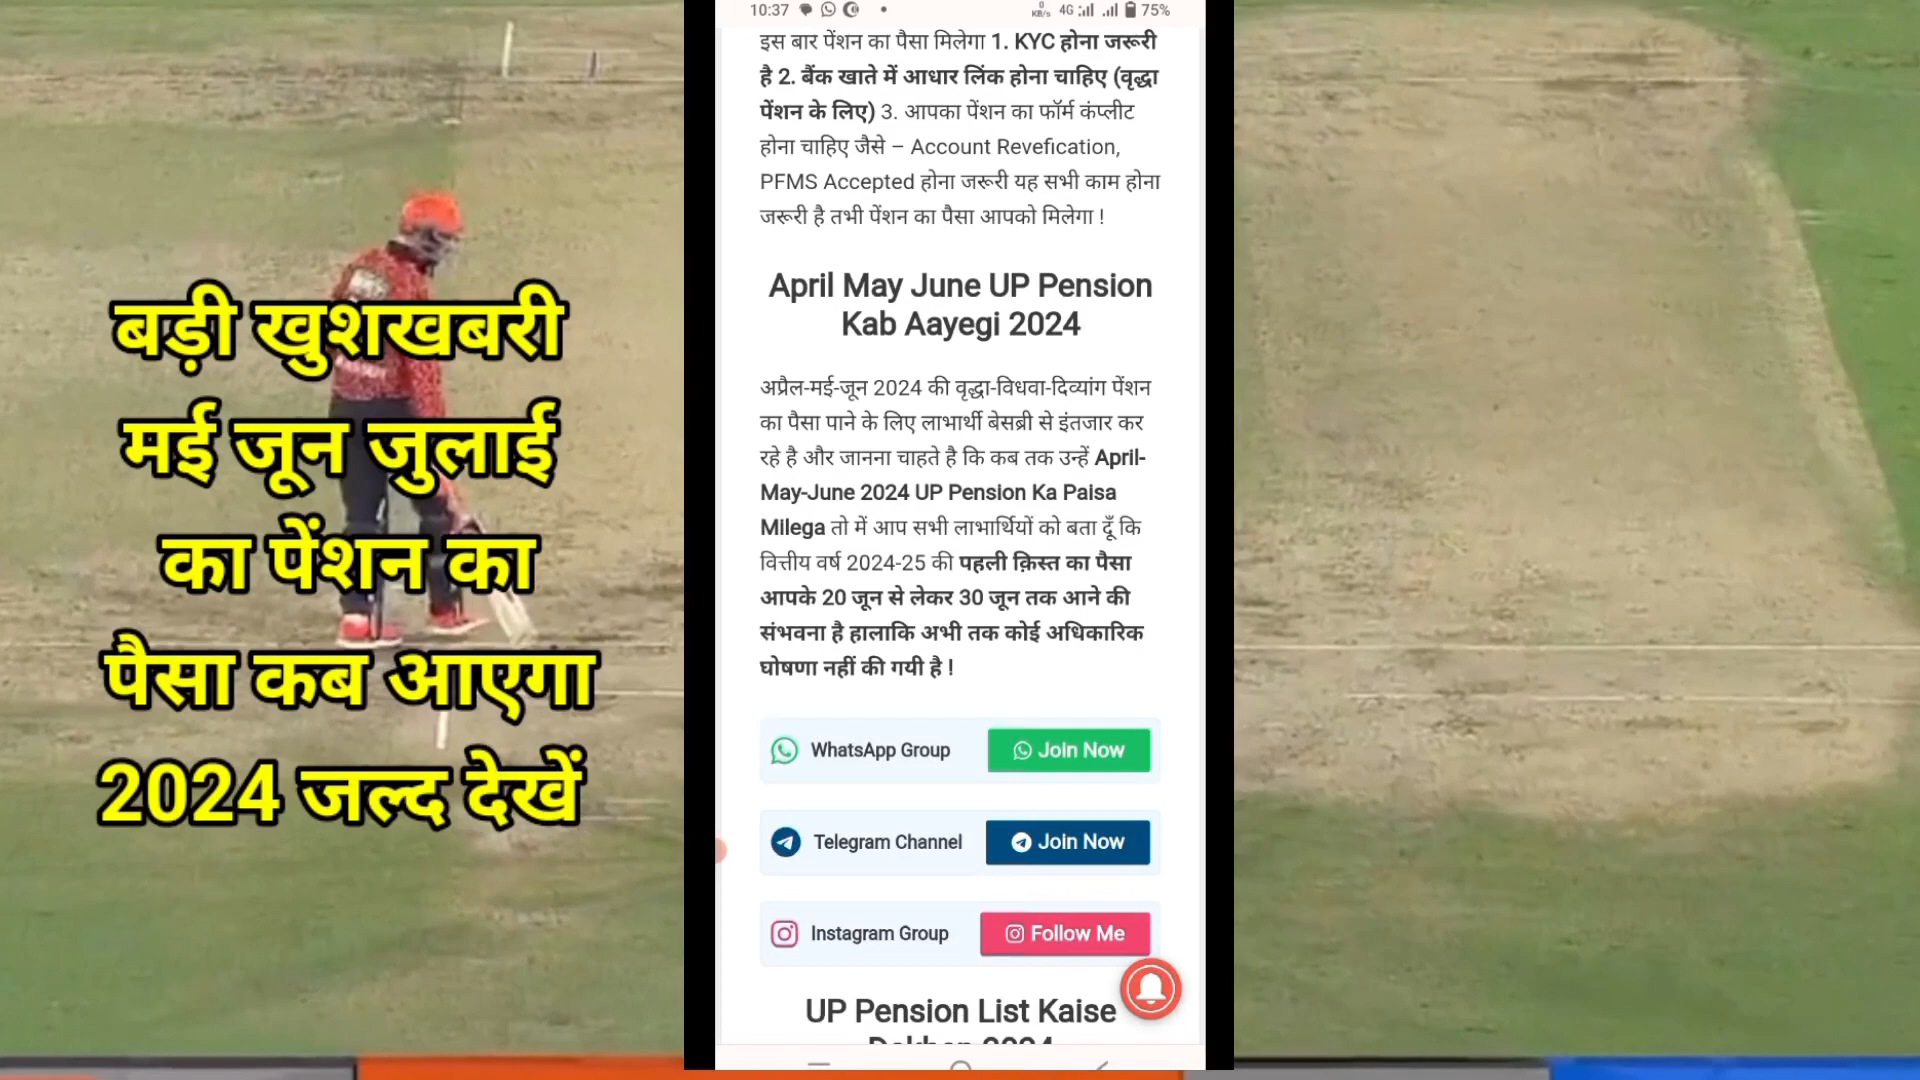 बड़ी खुशखबरी
मई जून जुलाई
का पेंशन का
पैसा कब आएगा
2024 जल्द देखें
10:37
0
KB/s
4G
75%
इस बार पेंशन का पैसा मिलेगा 1. KYC होना जरूरी
है 2. बैंक खाते में आधार लिंक होना चाहिए (वृद्धा
पेंशन के लिए) 3. आपका पेंशन का फॉर्म कंप्लीट
होना चाहिए जैसे – Account Revefication,
PFMS Accepted होना जरूरी यह सभी काम होना
जरूरी है तभी पेंशन का पैसा आपको मिलेगा !
April May June UP Pension
Kab Aayegi 2024
अप्रैल-मई-जून 2024 की वृद्धा-विधवा-दिव्यांग पेंशन
का पैसा पाने के लिए लाभार्थी बेसब्री से इंतजार कर
रहे है और जानना चाहते है कि कब तक उन्हें April-
May-June 2024 UP Pension Ka Paisa
Milega तो में आप सभी लाभार्थियों को बता दूँ कि
वित्तीय वर्ष 2024-25 की पहली क़िस्त का पैसा
आपके 20 जून से लेकर 30 जून तक आने की
संभवना है हालाकि अभी तक कोई अधिकारिक
घोषणा नहीं की गयी है !
WhatsApp Group
Join Now
Telegram Channel
Join Now
Instagram Group
Follow Me
UP Pension List Kaise
Dekhen 2024